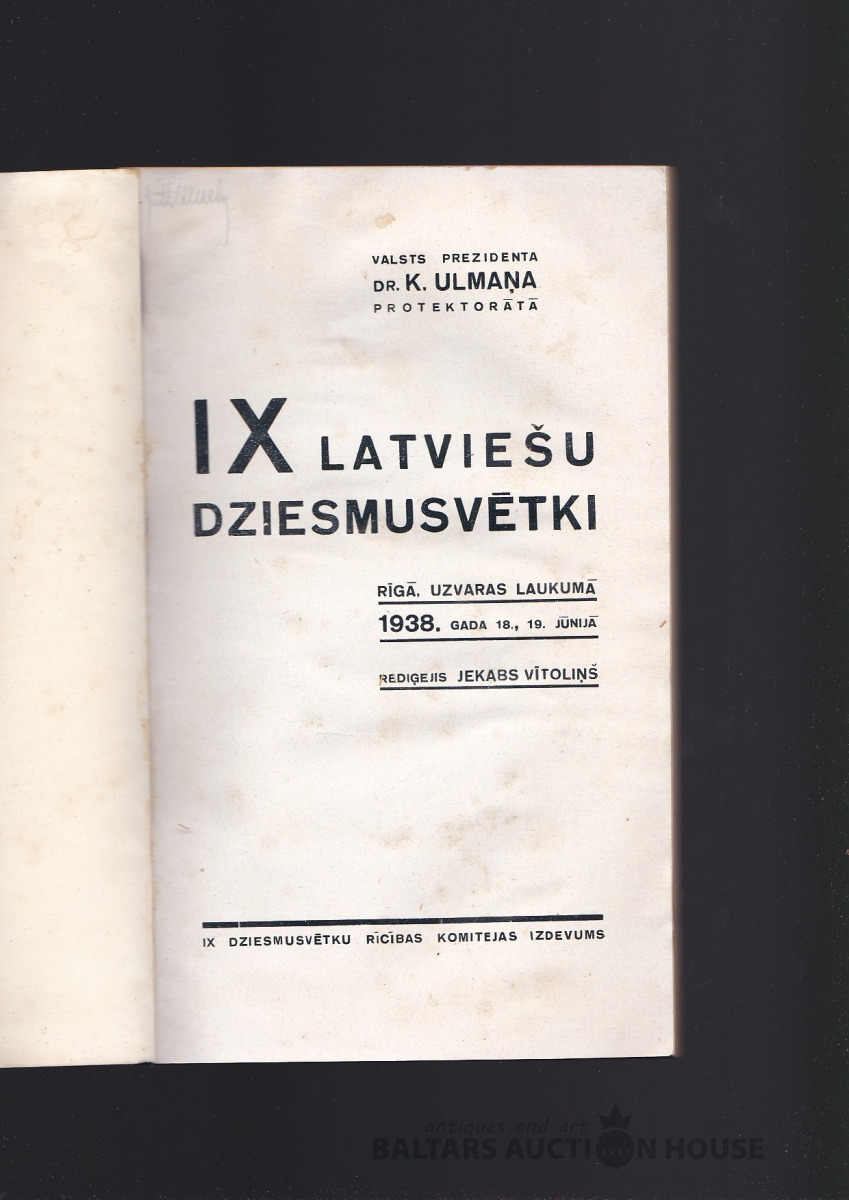 VALSTS PREZIDENTA
DR. K. ULMAŅA
PROTEKTORĀTĀ
IX LATVIEŠU
DZIESMUSVĒTKI
RĪGĀ, UZVARAS LAUKUMĀ
1938. GADA 18., 19. JŪNIJĀ
REDIĢEJIS JEKABS VĪTOLIŅŠ
IX DZIESMUSVĒTKU RĪCĪBAS KOMITEJAS IZDEVUMS
antiques and art
BALTARS AUCTION HOUSE